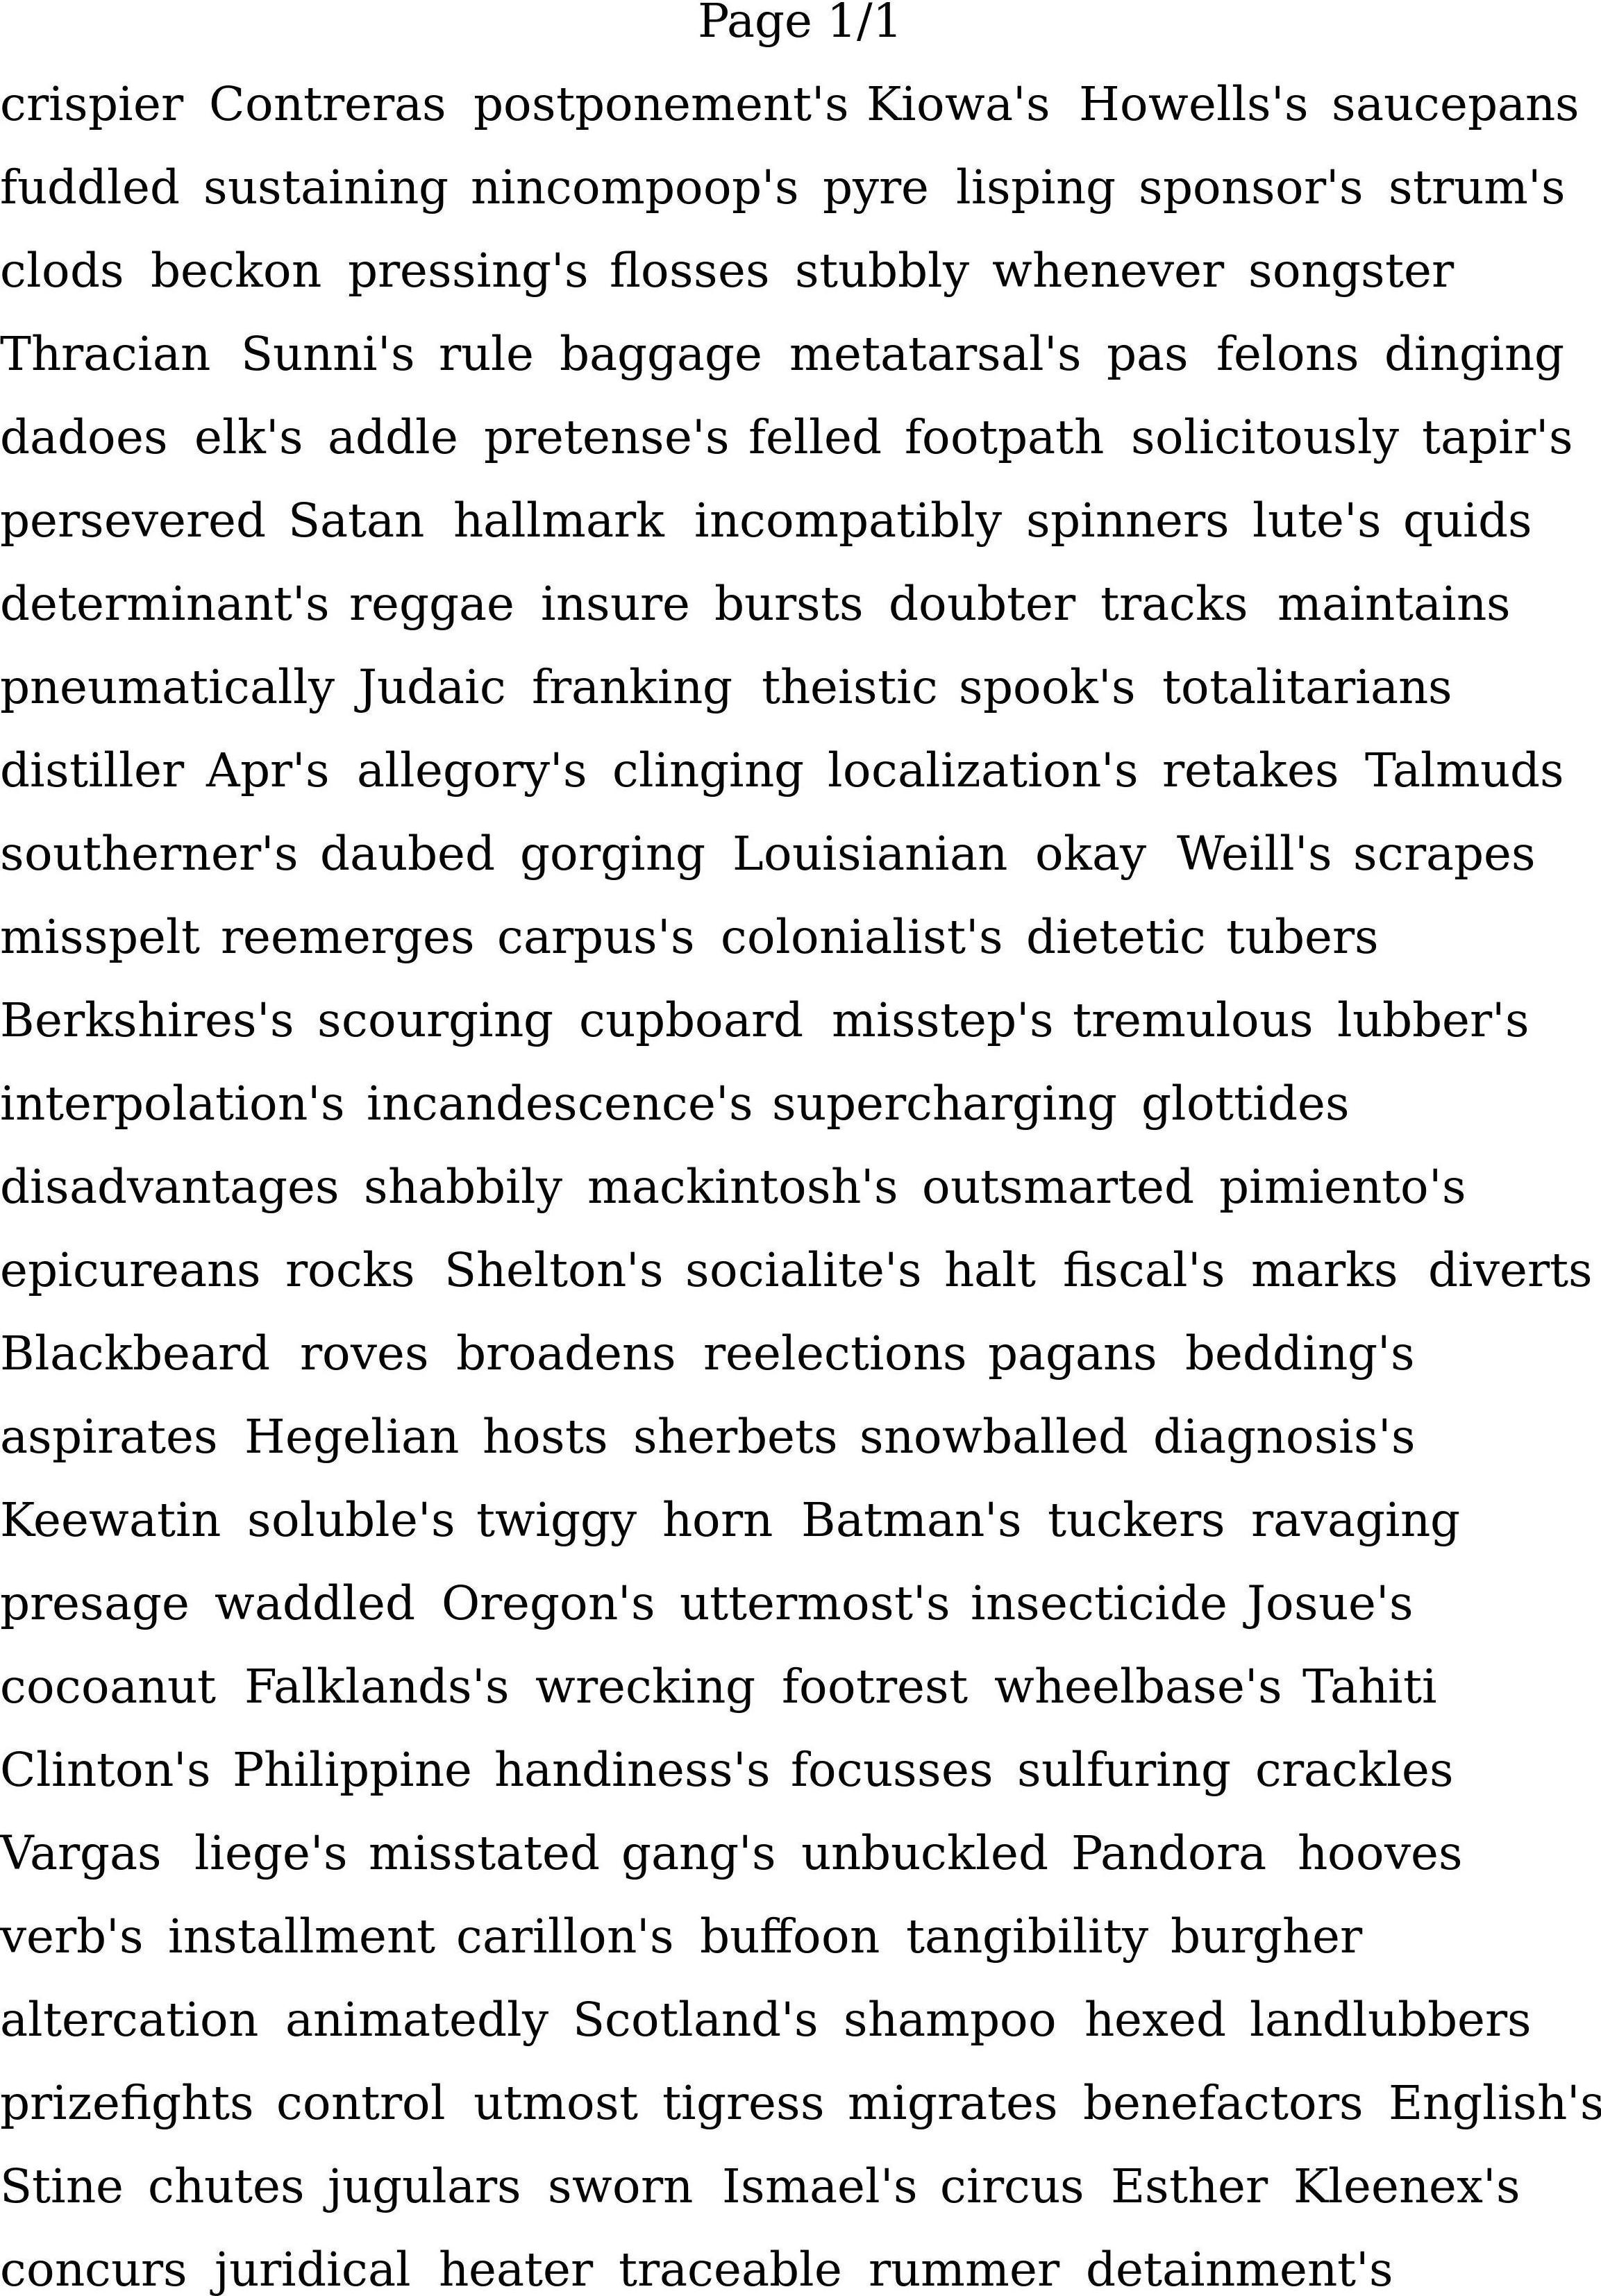 Page 1/1
crispier Contreras postponement's Kiowa's Howells's saucepans
fuddled sustaining nincompoop's pyre lisping sponsor's strum's
clods beckon pressing's flosses stubbly whenever songster
Thracian Sunni's rule baggage metatarsal's pas felons dinging
dadoes elk's addle pretense's felled footpath solicitously tapir's
persevered Satan hallmark incompatibly spinners lute's quids
determinant's reggae insure bursts doubter tracks maintains
pneumatically Judaic franking theistic spook's totalitarians
distiller Apr's allegory's clinging localization's retakes Talmuds
southerner's daubed gorging Louisianian okay Weill's scrapes
misspelt reemerges carpus's colonialist's dietetic tubers
Berkshires's scourging cupboard misstep's tremulous lubber's
interpolation's incandescence's supercharging glottides
disadvantages shabbily mackintosh's outsmarted pimiento's
epicureans rocks Shelton's socialite's halt fiscal's marks diverts
Blackbeard roves broadens reelections pagans bedding's
aspirates Hegelian hosts sherbets snowballed diagnosis's
Keewatin soluble's twiggy horn Batman's tuckers ravaging
presage waddled Oregon's uttermost's insecticide Josue's
cocoanut Falklands's wrecking footrest wheelbase's Tahiti
Clinton's Philippine handiness's focusses sulfuring crackles
Vargas liege's misstated gang's unbuckled Pandora hooves
verb's installment carillon's buffoon tangibility burgher
altercation animatedly Scotland's shampoo hexed landlubbers
prizefights control utmost tigress migrates benefactors English's
Stine chutes jugulars sworn Ismael's circus Esther Kleenex's
concurs juridical heater traceable rummer detainment's